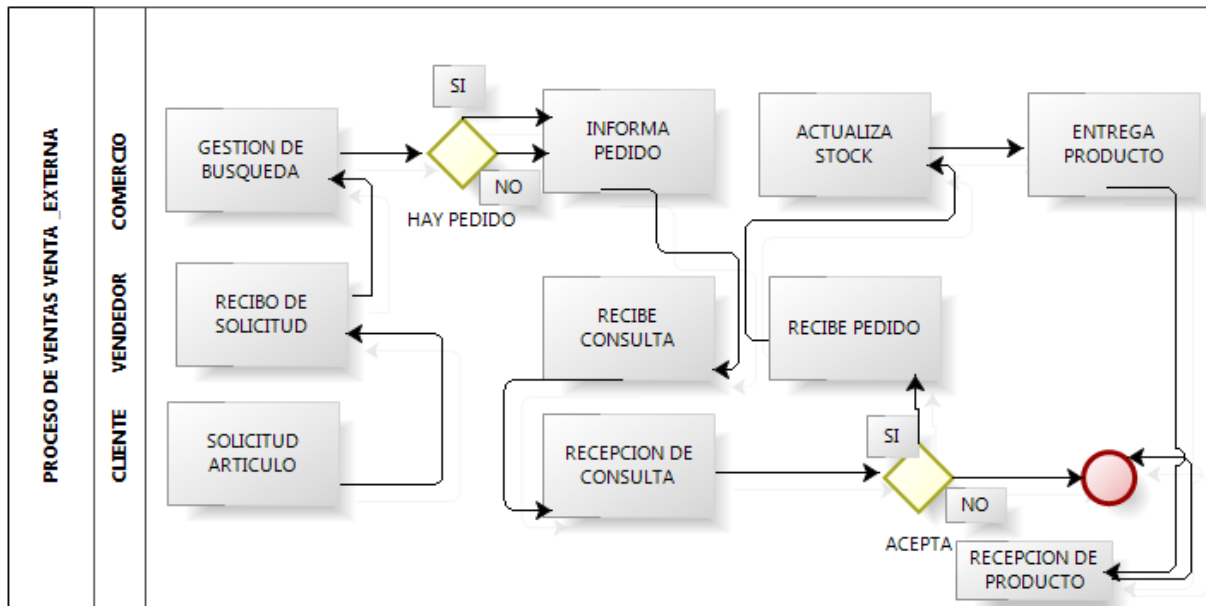 PROCESO DE VENTAS VENTA _EXTERNA
COMERCIO
VENDEDOR
CLIENTE
GESTION DE
BUSQUEDA
SI
NO
HAY PEDIDO
INFORMA
PEDIDO
ACTUALIZA
STOCK
ENTREGA
PRODUCTO
RECIBO DE
SOLICITUD
RECIBE
CONSULTA
RECIBE PEDIDO
SOLICITUD
ARTICULO
RECEPCION DE
CONSULTA
SI
NO
ACEPTA
RECEPCION DE
PRODUCTO